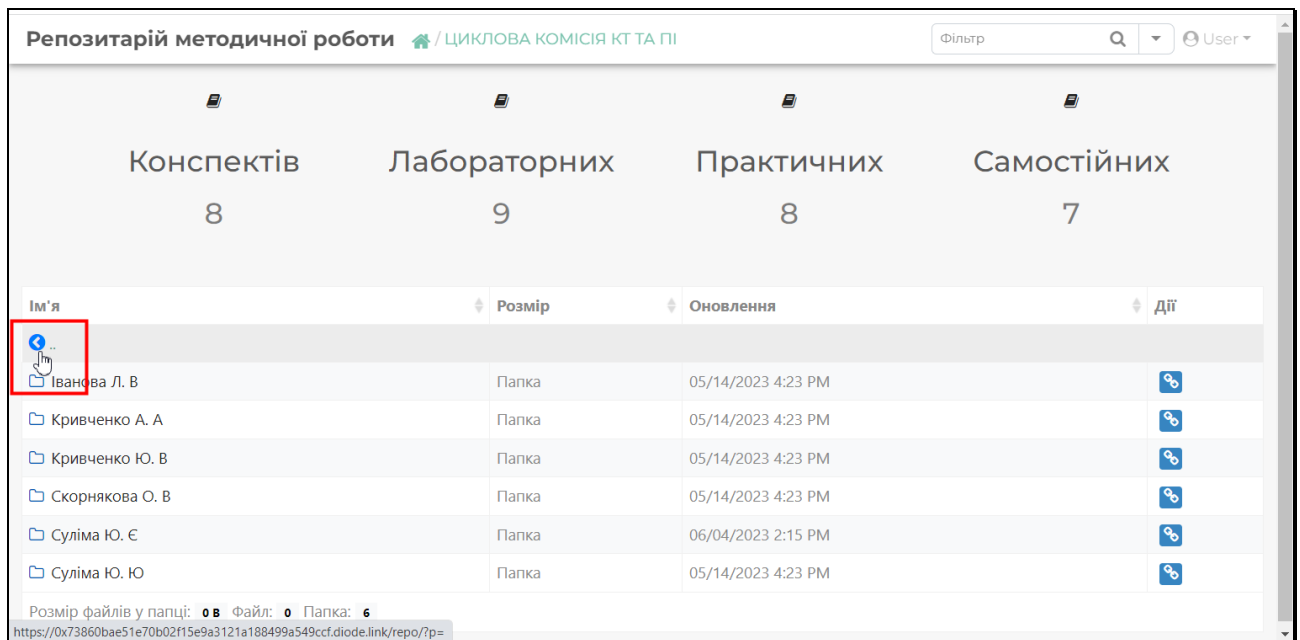 Репозитарій методичної роботи / ЦИКЛОВА КОМІСІЯ КТ ТА ПІ Фільтр User
Конспектів Лабораторних Практичних Самостійних
8 9 8 7
Ім'я Розмір Оновлення Дії
..
Іванова Л. В Папка 05/14/2023 4:23 PM
Кривченко А. А Папка 05/14/2023 4:23 PM
Кривченко Ю. В Папка 05/14/2023 4:23 PM
Скорнякова О. В Папка 05/14/2023 4:23 PM
Суліма Ю. Є Папка 06/04/2023 2:15 PM
Суліма Ю. Ю Папка 05/14/2023 4:23 PM
Розмір файлів у папці: 0 B Файл: 0 Папка: 6
https://0x73860bae51e70b02f15e9a3121a188499a549ccf.diode.link/repo/?p=